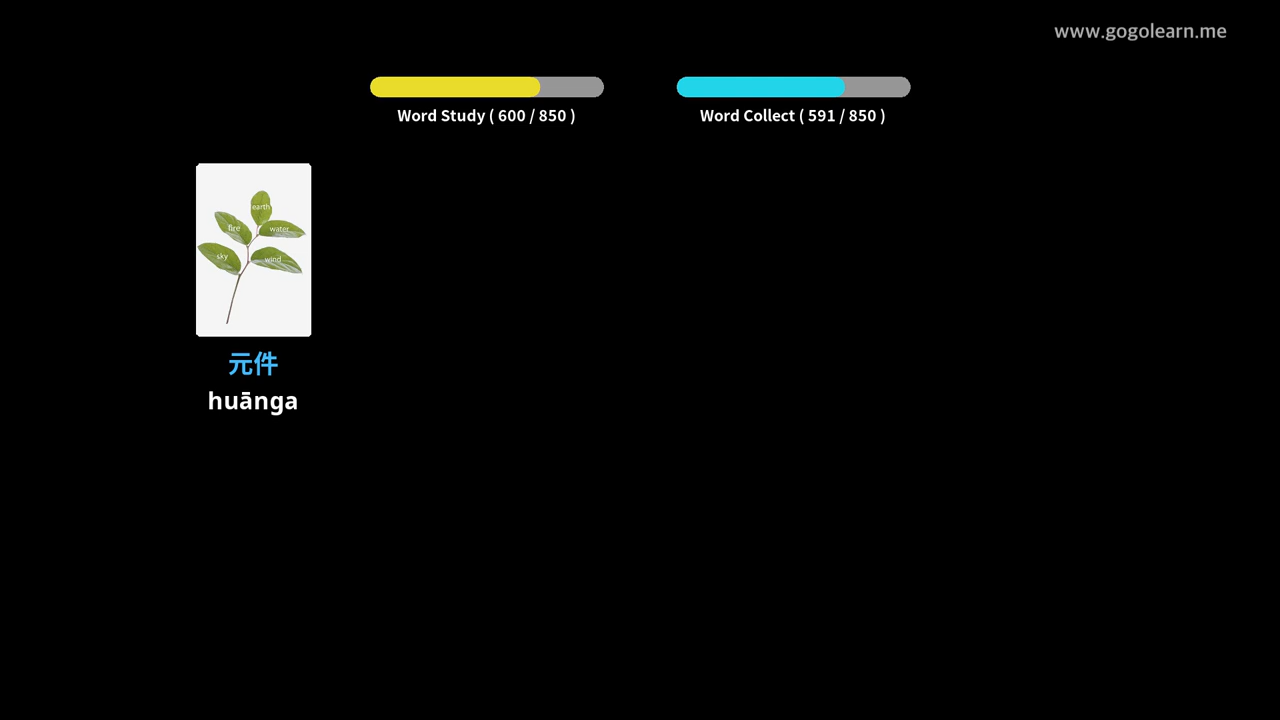 www.gogolearn.me
Word Study ( 600 / 850 )
Word Collect ( 591 / 850 )
earth
fire
water
sky
wind
元件
huānga